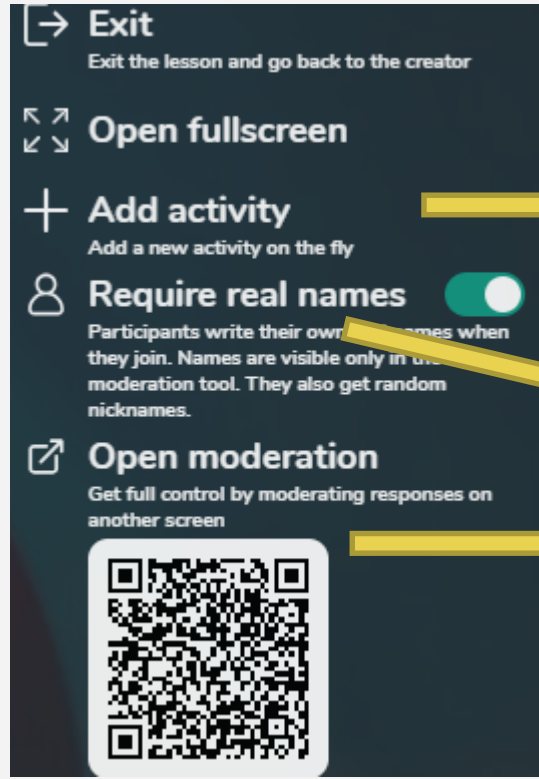 Exit
Exit the lesson and go back to the creator
Open fullscreen
Add activity
Add a new activity on the fly
Require real names
Participants write their own names when
they join. Names are visible only in
moderation tool. They also get random
nicknames.
Open moderation
Get full control by moderating responses on
another screen